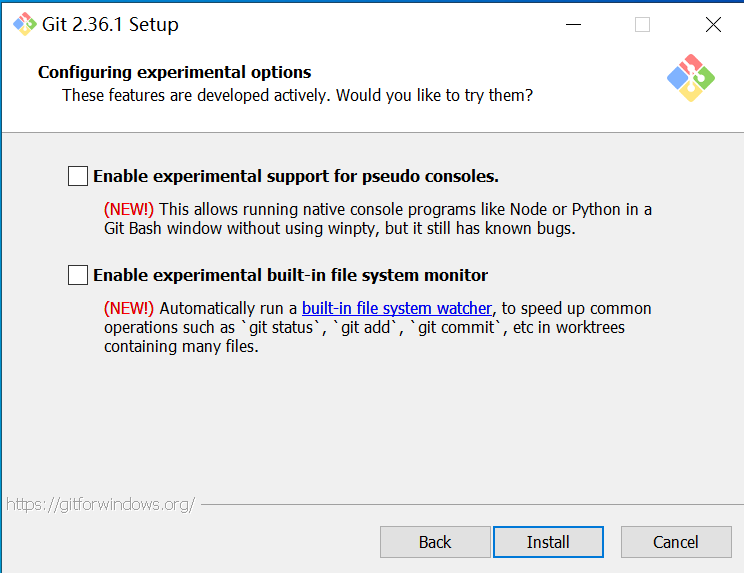 Git 2.36.1 Setup
Configuring experimental options
These features are developed actively. Would you like to try them?
Enable experimental support for pseudo consoles.
(NEW!) This allows running native console programs like Node or Python in a
Git Bash window without using winpty, but it still has known bugs.
Enable experimental built-in file system monitor
(NEW!) Automatically run a built-in file system watcher, to speed up common
operations such as `git status`, `git add`, `git commit`, etc in worktrees
containing many files.
https://gitforwindows.org/
Back Install Cancel